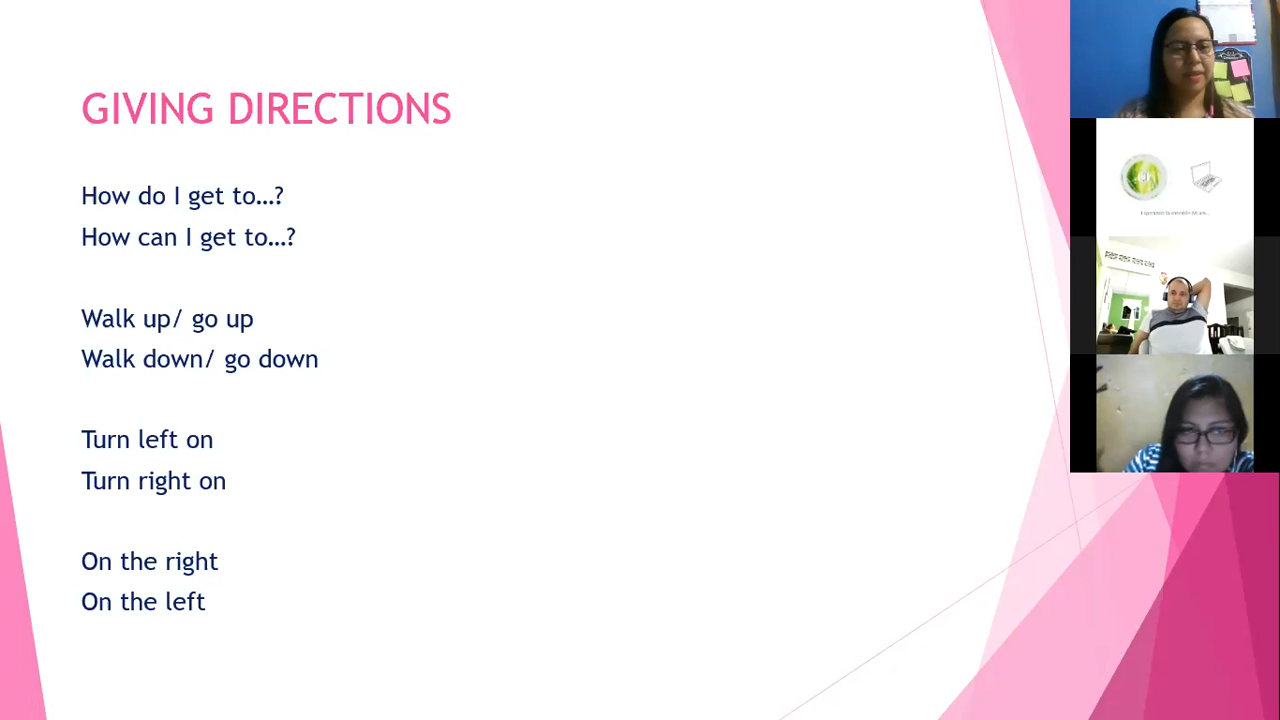 GIVING DIRECTIONS
How do I get to…?
How can I get to…?
Walk up/ go up
Walk down/ go down
Turn left on
Turn right on
On the right
On the left